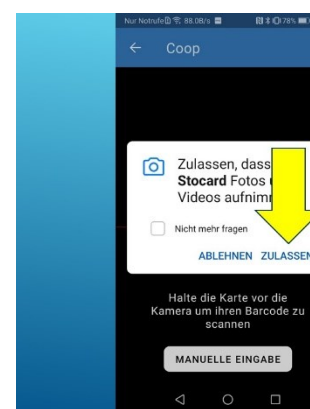 Nur Notrufe 88.0B/s 78%
Coop
Zulassen, dass
Stocard Fotos
Videos
Nicht mehr fragen
ABLEHNEN ZULASSEN
Halte die Karte vor die
Kamera um ihren Barcode zu
scannen
MANUELLE EINGABE